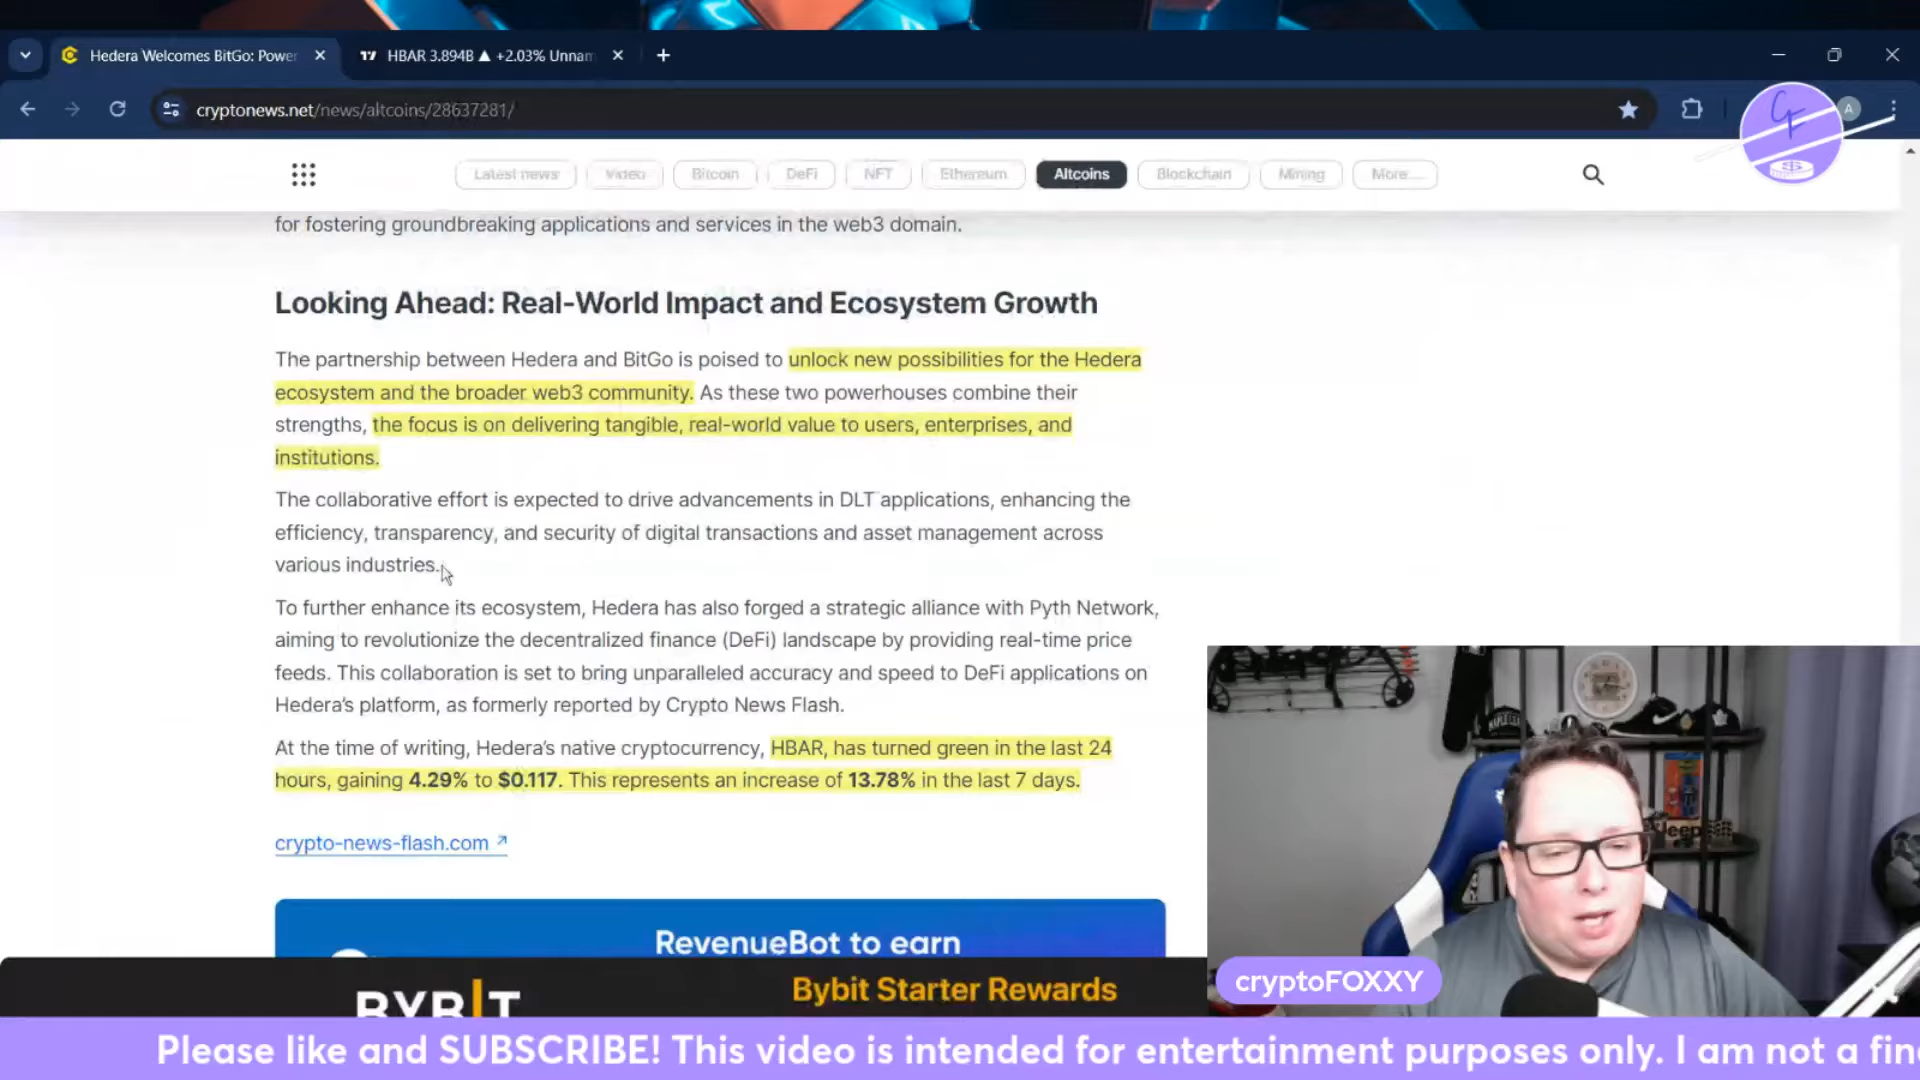 Hedera Welcomes BitGo: Power
HBAR 3.894B ▲ +2.03% Unnam
cryptonews.net/news/altcoins/28637281/
A
Latest news
Video
Bitcoin
DeFi
NFT
Ethereum
Altcoins
Blockchain
Mining
More...
for fostering groundbreaking applications and services in the web3 domain.
Looking Ahead: Real-World Impact and Ecosystem Growth
The partnership between Hedera and BitGo is poised to unlock new possibilities for the Hedera
ecosystem and the broader web3 community. As these two powerhouses combine their
strengths, the focus is on delivering tangible, real-world value to users, enterprises, and
institutions.
The collaborative effort is expected to drive advancements in DLT applications, enhancing the
efficiency, transparency, and security of digital transactions and asset management across
various industries.
To further enhance its ecosystem, Hedera has also forged a strategic alliance with Pyth Network,
aiming to revolutionize the decentralized finance (DeFi) landscape by providing real-time price
feeds. This collaboration is set to bring unparalleled accuracy and speed to DeFi applications on
Hedera's platform, as formerly reported by Crypto News Flash.
At the time of writing, Hedera's native cryptocurrency, HBAR, has turned green in the last 24
hours, gaining 4.29% to $0.117. This represents an increase of 13.78% in the last 7 days.
crypto-news-flash.com
RevenueBot to earn
BYBIT
Bybit Starter Rewards
cryptoFOXXY
Please like and SUBSCRIBE! This video is intended for entertainment purposes only. I am not a fin